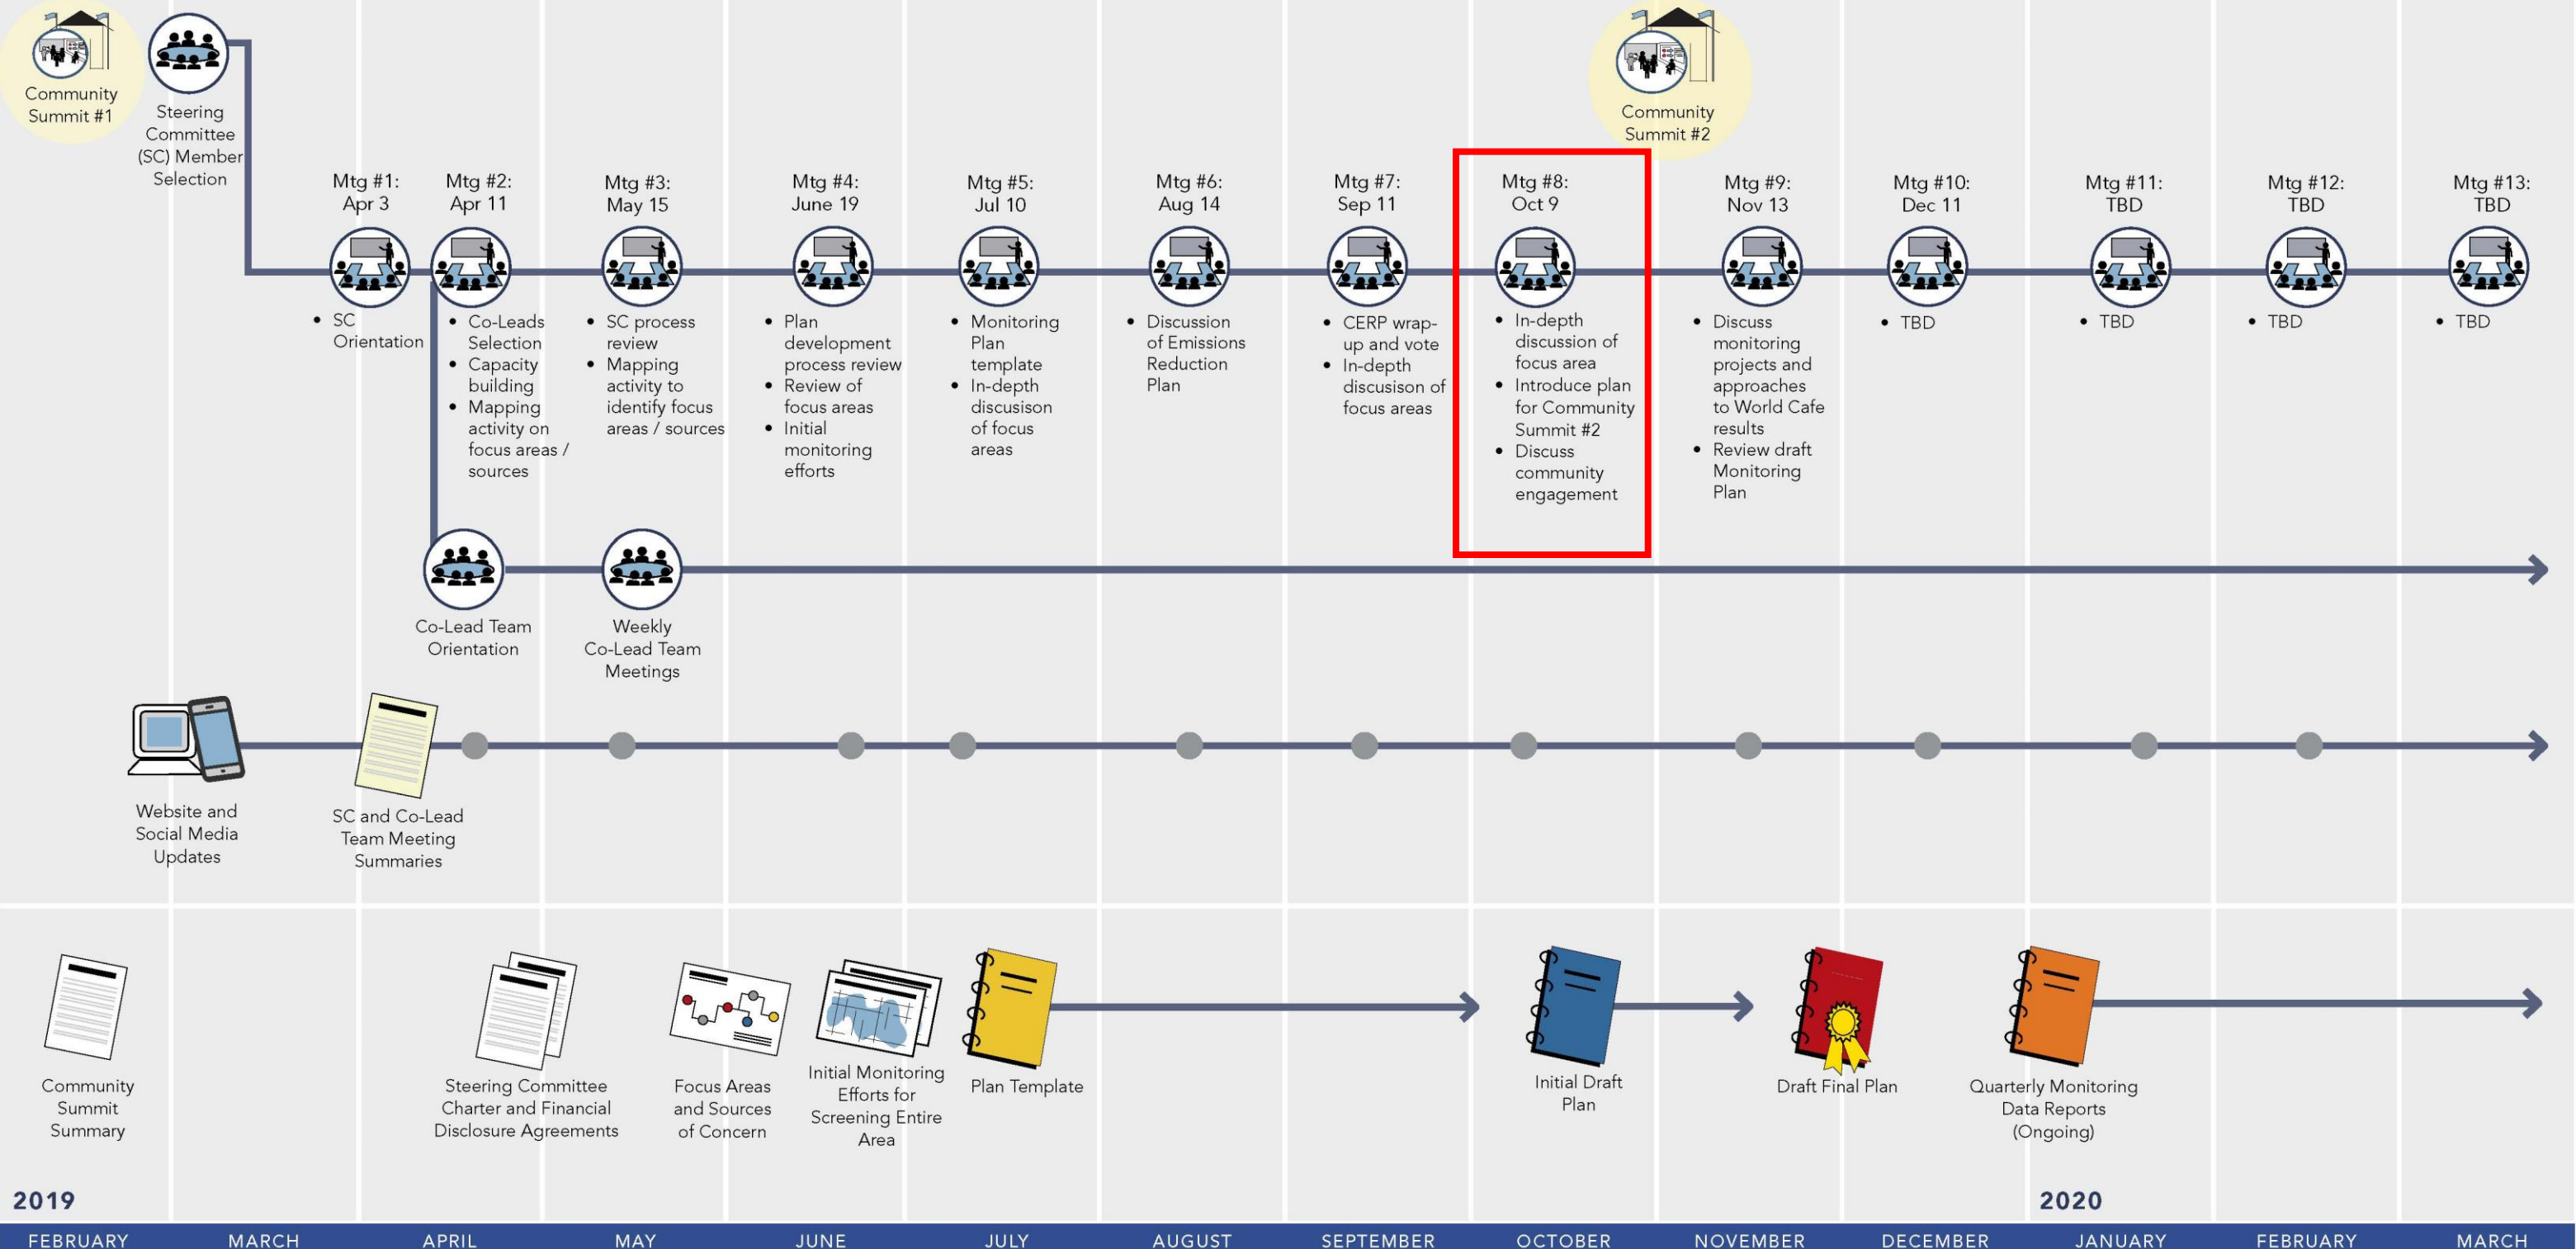 Community
Summit #1
Steering
Committee
(SC) Member
Selection
Community
Summit #2
Mtg #1:
Apr 3
• SC
Orientation
Mtg #2:
Apr 11
• Co-Leads
Selection
• Capacity
building
• Mapping
activity on
focus areas /
sources
Mtg #3:
May 15
• SC process
review
• Mapping
activity to
identify focus
areas / sources
Mtg #4:
June 19
• Plan
development
process review
• Review of
focus areas
• Initial
monitoring
efforts
Mtg #5:
Jul 10
• Monitoring
Plan
template
• In-depth
discusison
of focus
areas
Mtg #6:
Aug 14
• Discussion
of Emissions
Reduction
Plan
Mtg #7:
Sep 11
• CERP wrap-
up and vote
• In-depth
discusison of
focus areas
Mtg #8:
Oct 9
• In-depth
discussion of
focus area
• Introduce plan
for Community
Summit #2
• Discuss
community
engagement
Mtg #9:
Nov 13
• Discuss
monitoring
projects and
approaches
to World Cafe
results
• Review draft
Monitoring
Plan
Mtg #10:
Dec 11
• TBD
Mtg #11:
TBD
• TBD
Mtg #12:
TBD
• TBD
Mtg #13:
TBD
• TBD
Co-Lead Team
Orientation
Weekly
Co-Lead Team
Meetings
Website and
Social Media
Updates
SC and Co-Lead
Team Meeting
Summaries
Community
Summit
Summary
Steering Committee
Charter and Financial
Disclosure Agreements
Focus Areas
and Sources
of Concern
Initial Monitoring
Efforts for
Screening Entire
Area
Plan Template
Initial Draft
Plan
Draft Final Plan
Quarterly Monitoring
Data Reports
(Ongoing)
2019
2020
FEBRUARY
MARCH
APRIL
MAY
JUNE
JULY
AUGUST
SEPTEMBER
OCTOBER
NOVEMBER
DECEMBER
JANUARY
FEBRUARY
MARCH